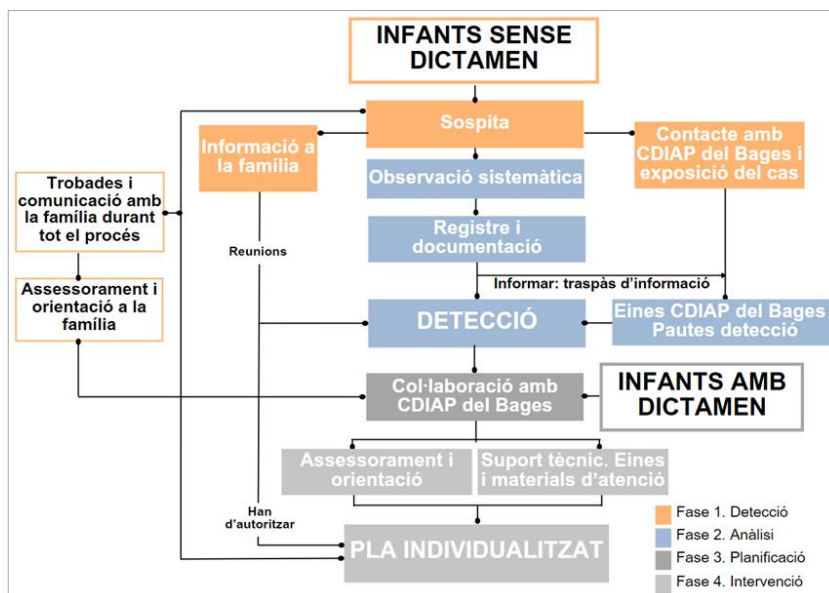 INFANTS SENSE
DICTAMEN
Sospita
Informació a
la família
Contacte amb
CDIAP del Bages i
exposició del cas
Observació sistemàtica
Trobades i
comunicació amb
la família durant
tot el procés
Registre i
documentació
Reunions
Informar: traspàs d'informació
Assessorament i
orientació a la
família
DETECCIÓ
Eines CDIAP del Bages
Pautes detecció
Col·laboració amb
CDIAP del Bages
INFANTS AMB
DICTAMEN
Assessorament i
orientació
Suport tècnic. Eines
i materials d'atenció
Han
d'autoritzar
PLA INDIVIDUALITZAT
Fase 1. Detecció
Fase 2. Anàlisi
Fase 3. Planificació
Fase 4. Intervenció